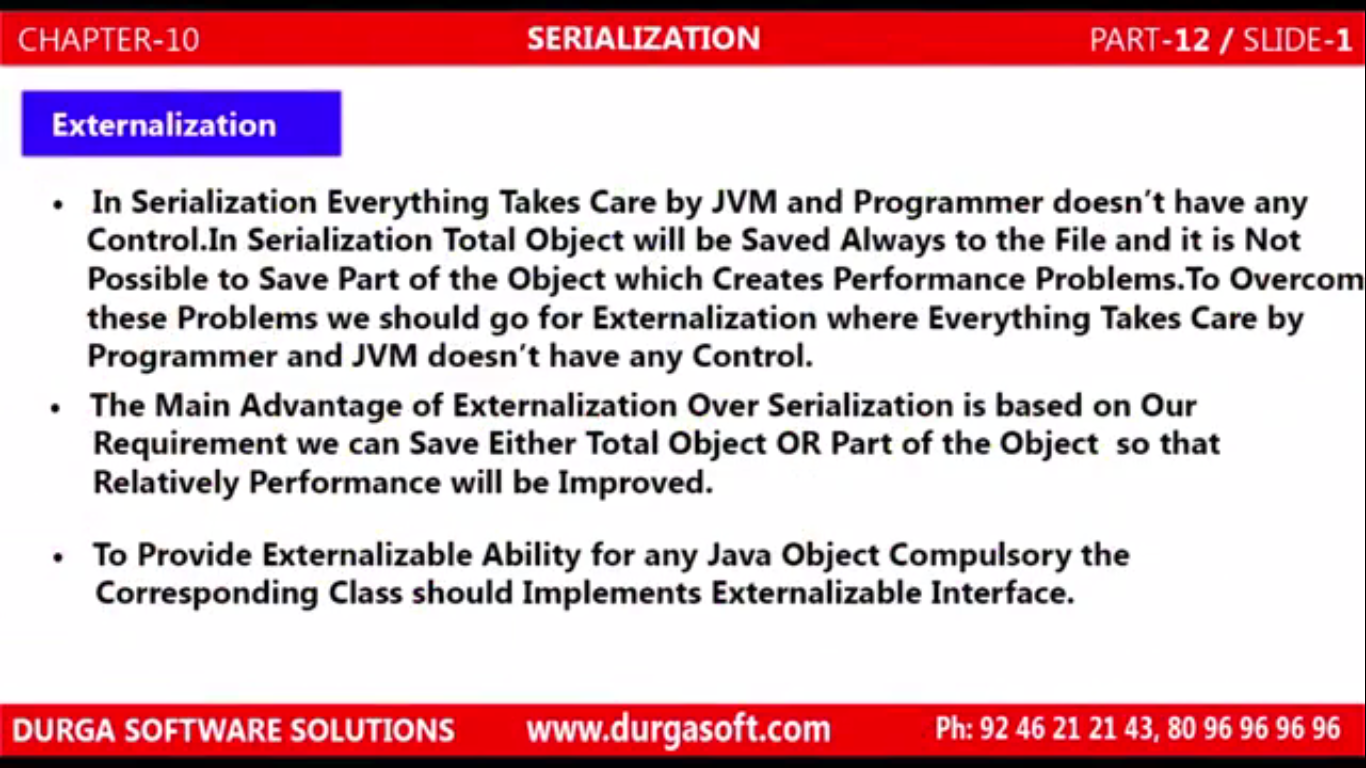 CHAPTER-10 SERIALIZATION PART-12 / SLIDE-1
Externalization
• In Serialization Everything Takes Care by JVM and Programmer doesn't have any
Control.In Serialization Total Object will be Saved Always to the File and it is Not
Possible to Save Part of the Object which Creates Performance Problems.To Overcom
these Problems we should go for Externalization where Everything Takes Care by
Programmer and JVM doesn't have any Control.
• The Main Advantage of Externalization Over Serialization is based on Our
Requirement we can Save Either Total Object OR Part of the Object so that
Relatively Performance will be Improved.
• To Provide Externalizable Ability for any Java Object Compulsory the
Corresponding Class should Implements Externalizable Interface.
DURGA SOFTWARE SOLUTIONS www.durgasoft.com Ph: 92 46 21 21 43, 80 96 96 96 96